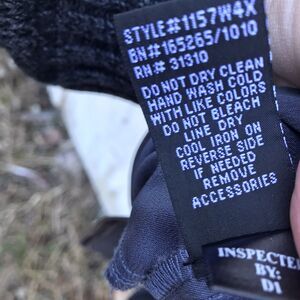 STYLE#1157W4X
BN#165265/1010
RN# 31310
DO NOT DRY CLEAN
HAND WASH COLD
WITH LIKE COLORS
DO NOT BLEACH
LINE DRY
COOL IRON ON
REVERSE SIDE
IF NEEDED
REMOVE
ACCESSORIES
INSPECTED
BY:
D1